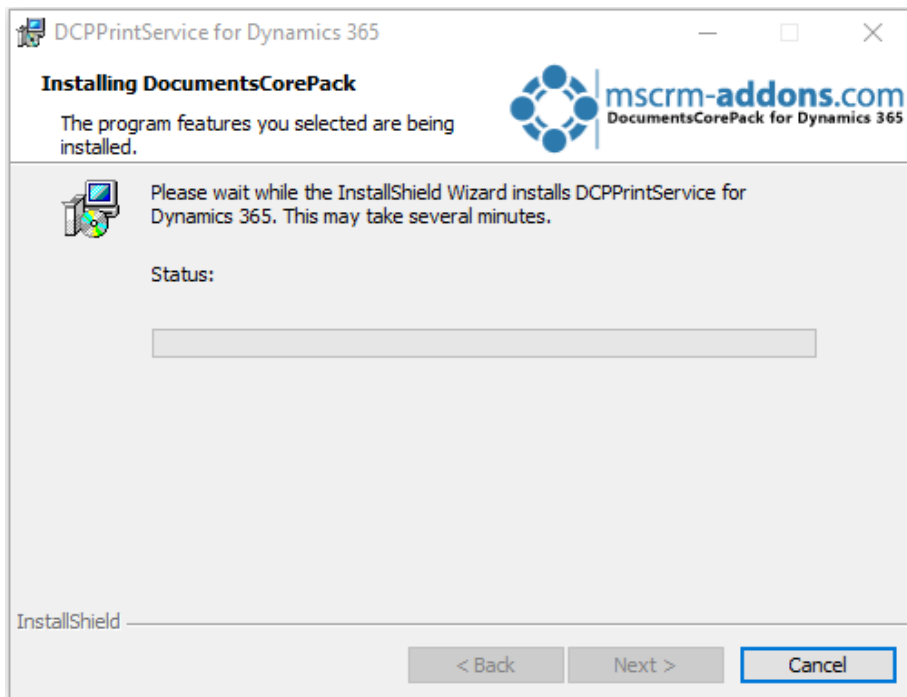 DCPPrintService for Dynamics 365
Installing DocumentsCorePack
The program features you selected are being
installed.
mscrm-addons.com
DocumentsCorePack for Dynamics 365
Please wait while the InstallShield Wizard installs DCPPrintService for
Dynamics 365. This may take several minutes.
Status:
InstallShield
< Back
Next >
Cancel